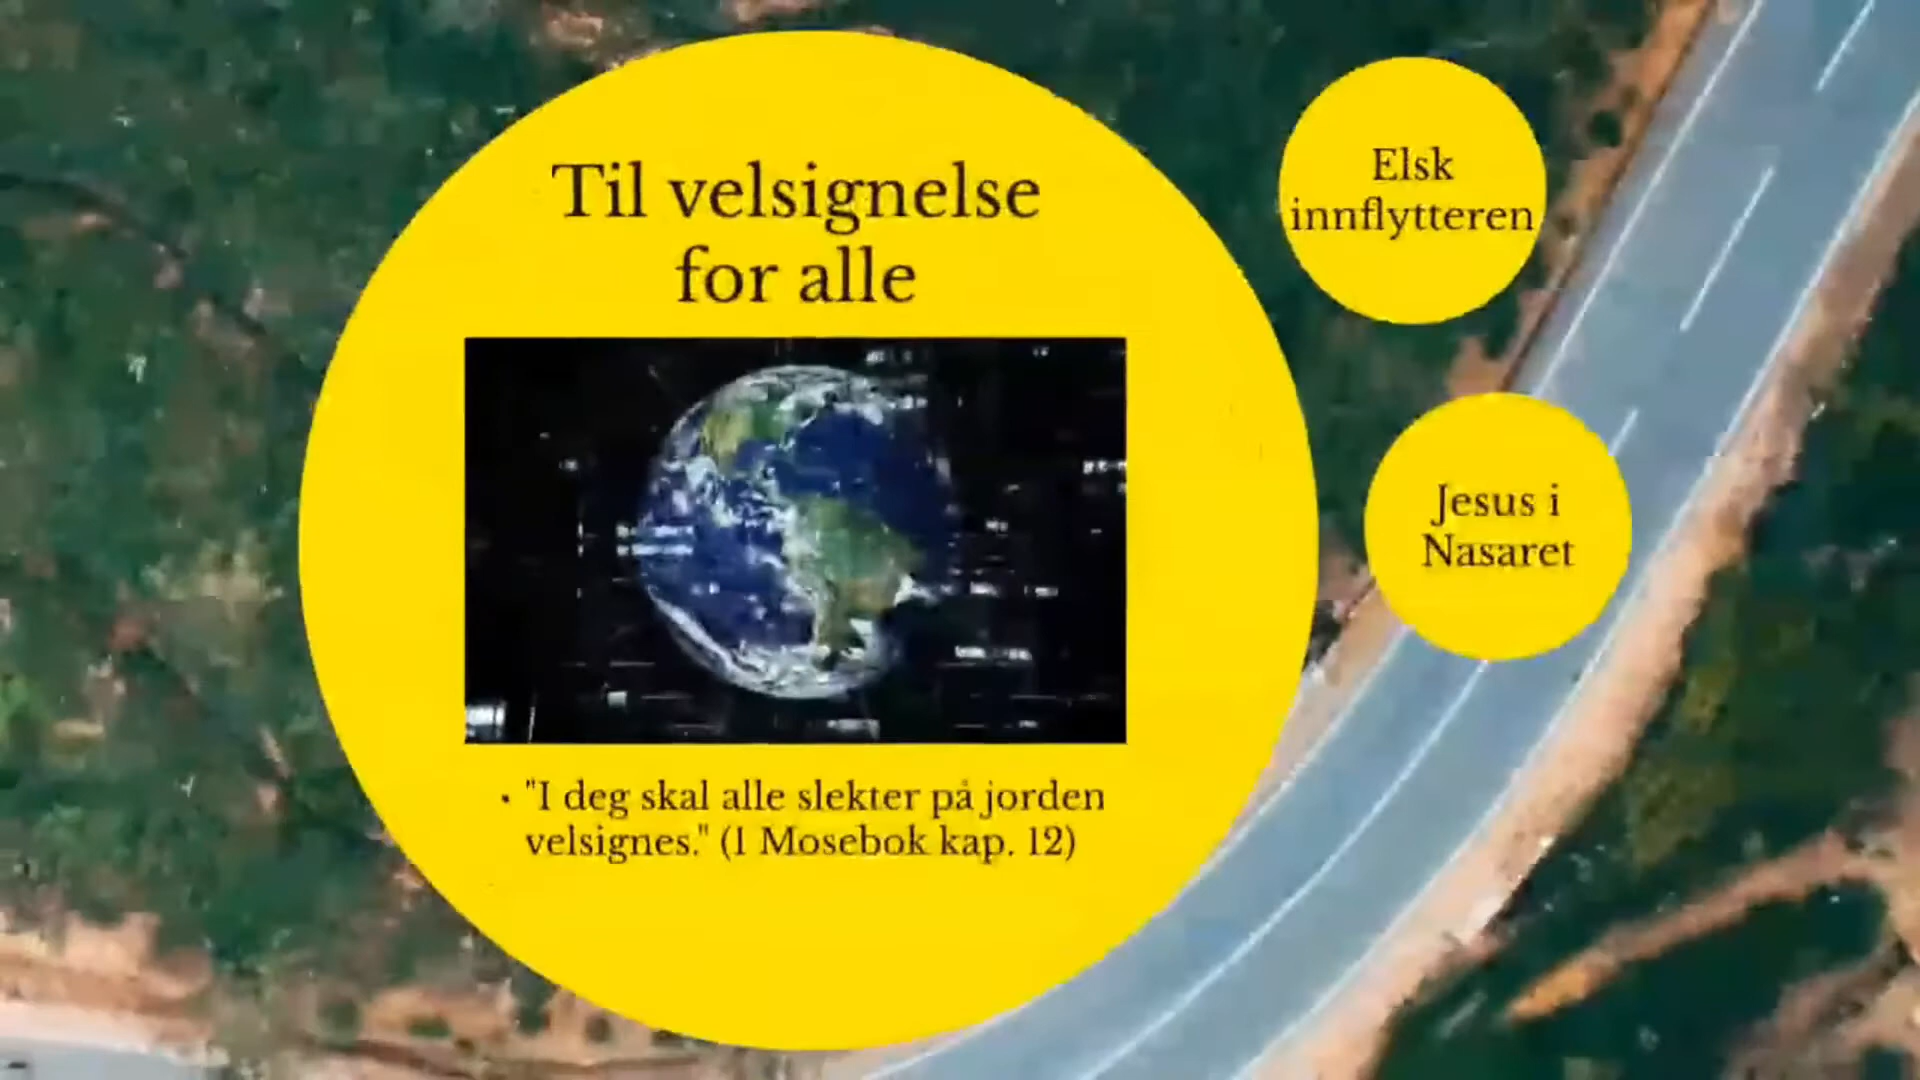 Til velsignelse
for alle
• "I deg skal alle slekter på jorden
velsignes." (1 Mosebok kap. 12)
Elsk
innflytteren
Jesus i
Nasaret